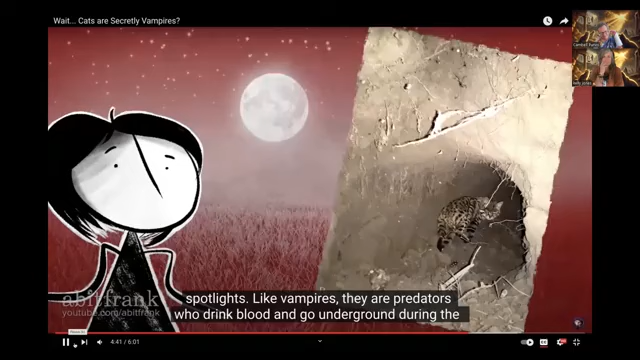 Wait... Cats are Secretly Vampires?
abitfrank
youtube.com/abitfrank
spotlights. Like vampires, they are predators
who drink blood and go underground during the
4:41 / 6:01